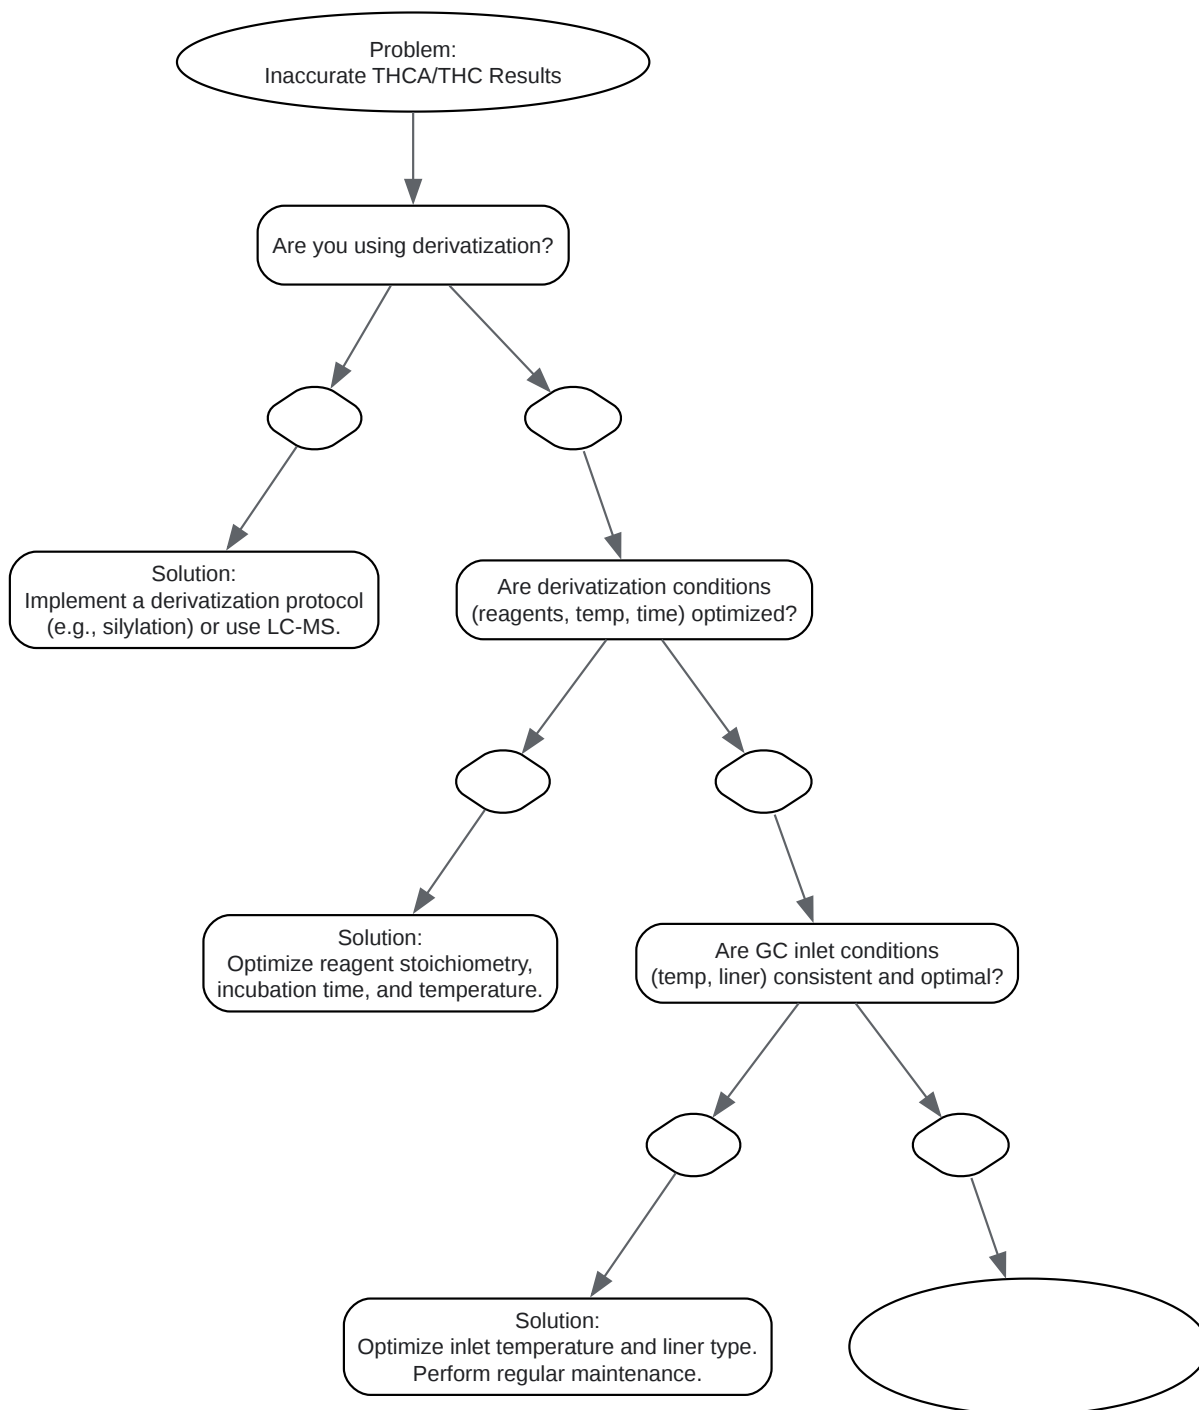 Problem:
Inaccurate THCA/THC Results
Are you using derivatization?
Solution:
Implement a derivatization protocol
(e.g., silylation) or use LC-MS.
Are derivatization conditions
(reagents, temp, time) optimized?
Solution:
Optimize reagent stoichiometry,
incubation time, and temperature.
Are GC inlet conditions
(temp, liner) consistent and optimal?
Solution:
Optimize inlet temperature and liner type.
Perform regular maintenance.